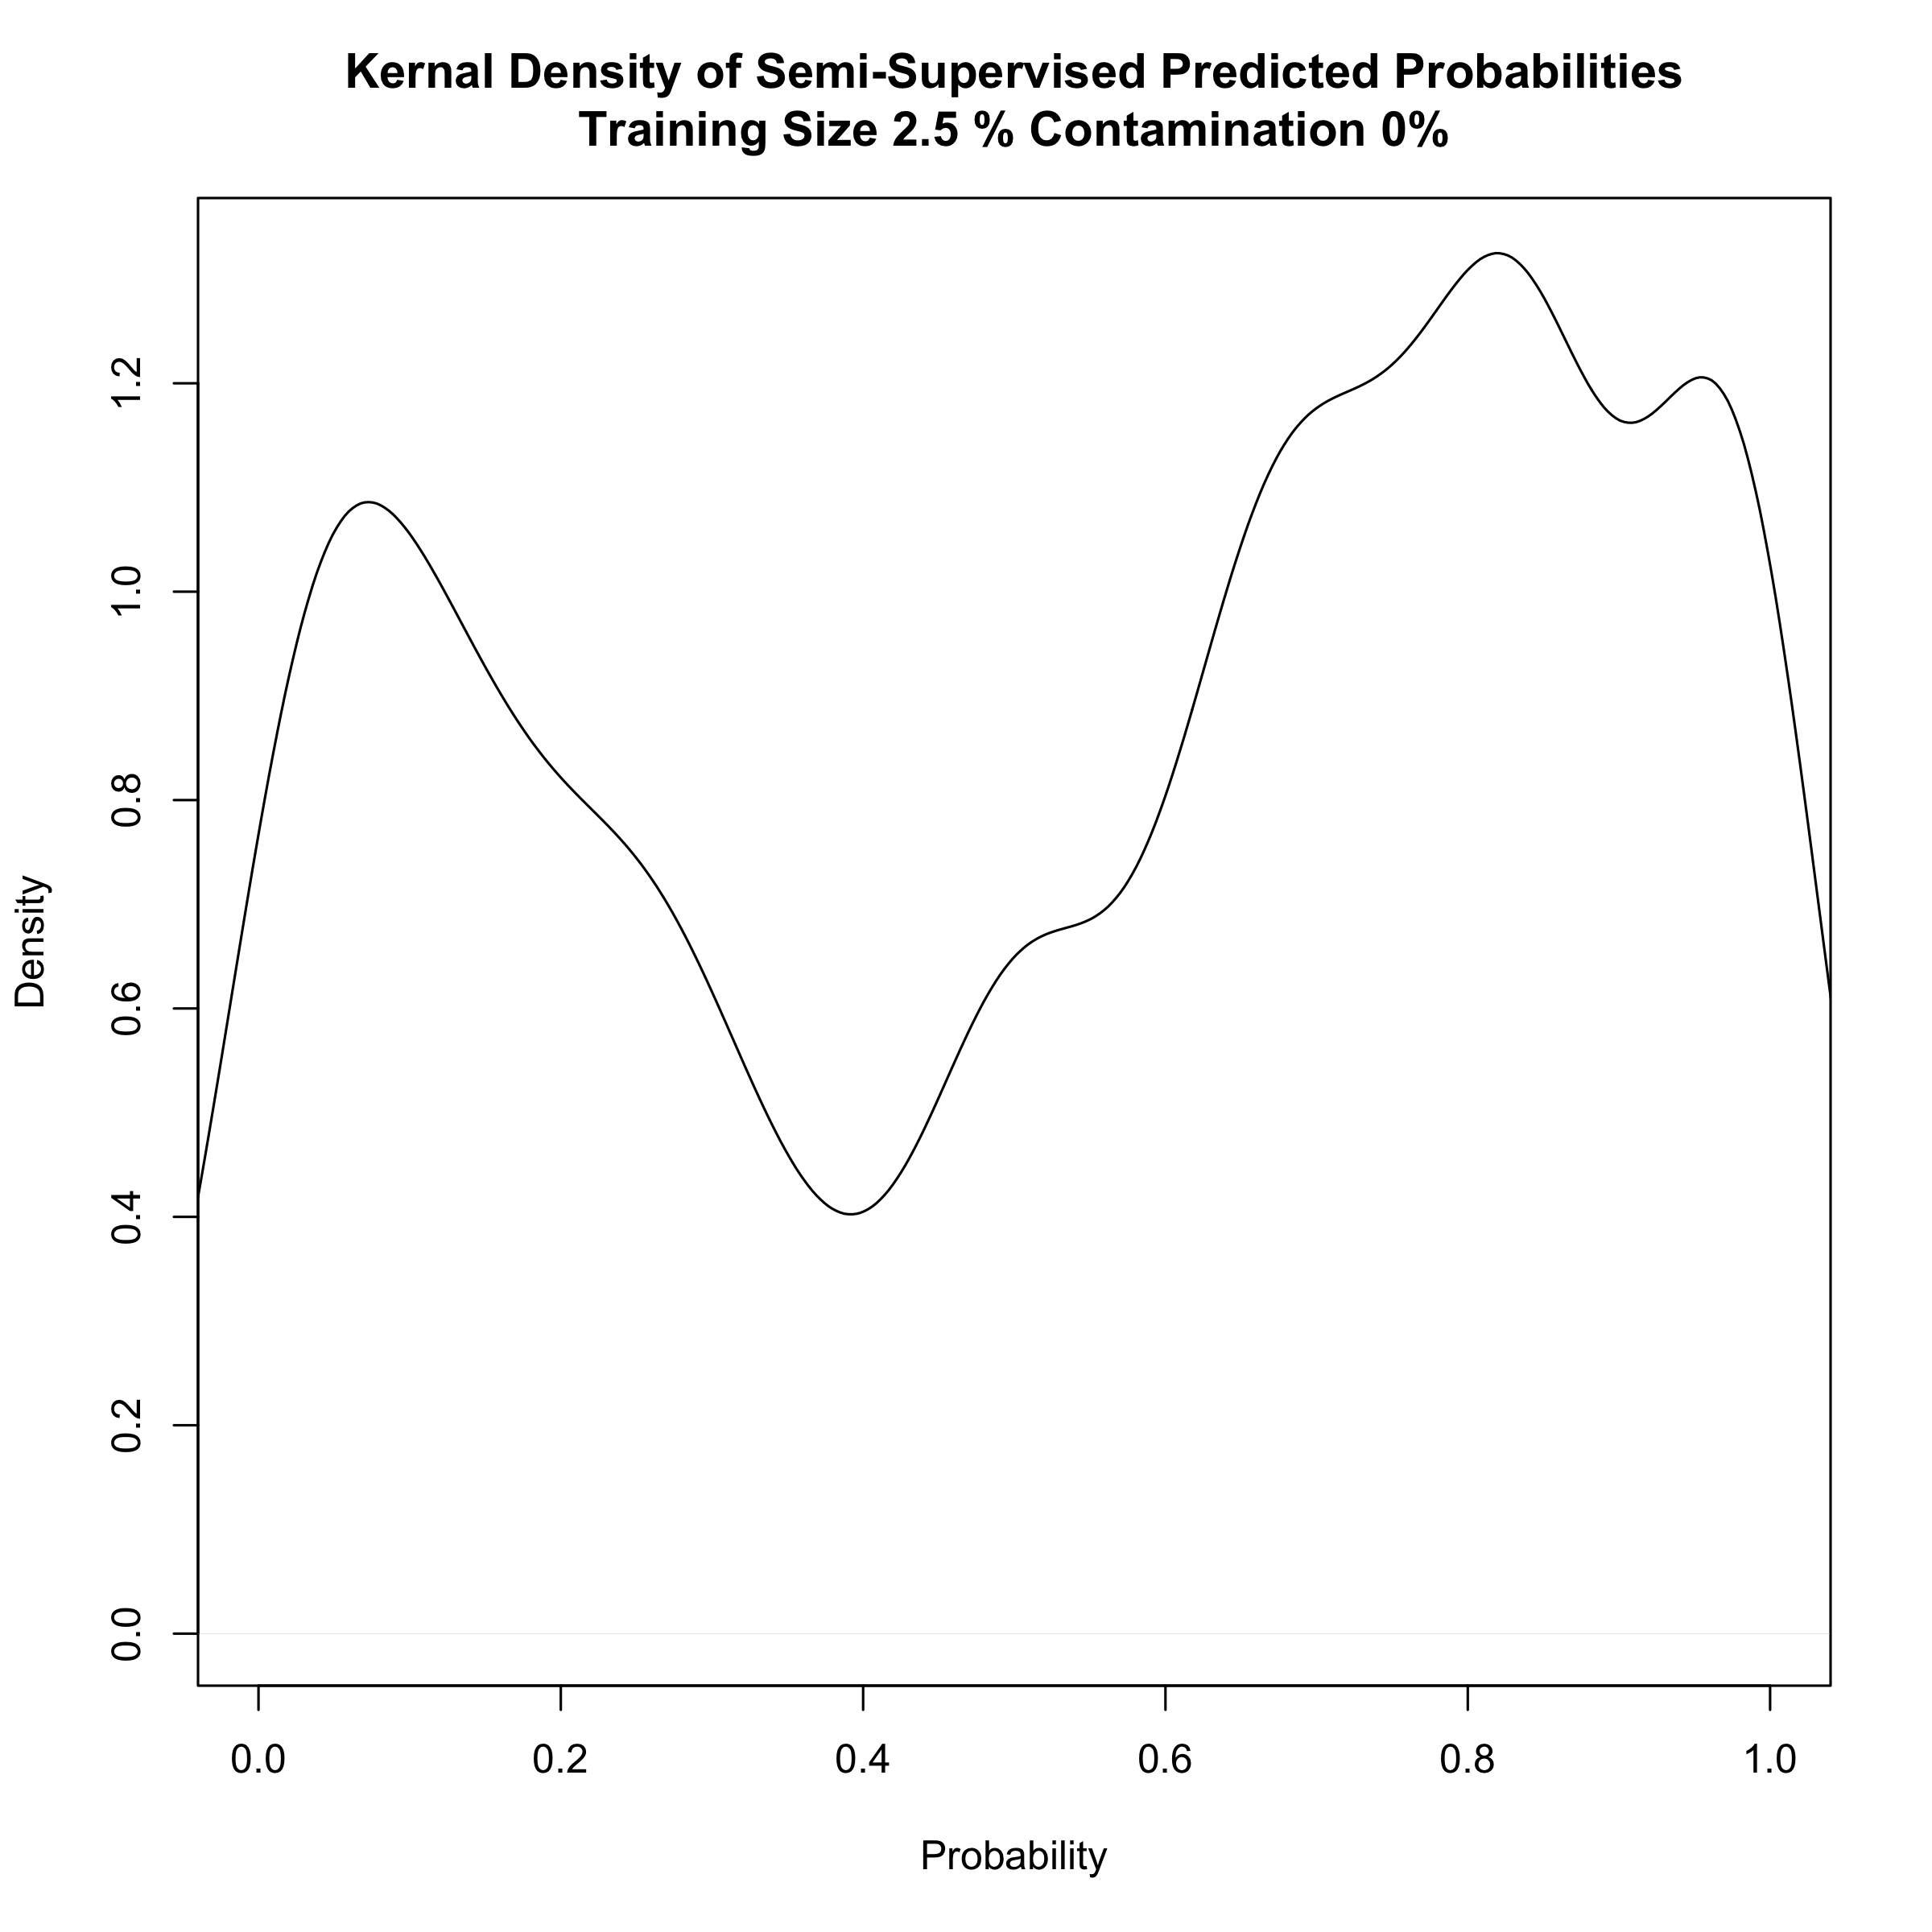 Kernal Density of Semi-Supervised Predicted Probabilities
Training Size 2.5 % Contamination 0%
Density
1.2
1.0
0.8
0.6
0.4
0.2
0.0
0.0 0.2 0.4 0.6 0.8 1.0
Probability